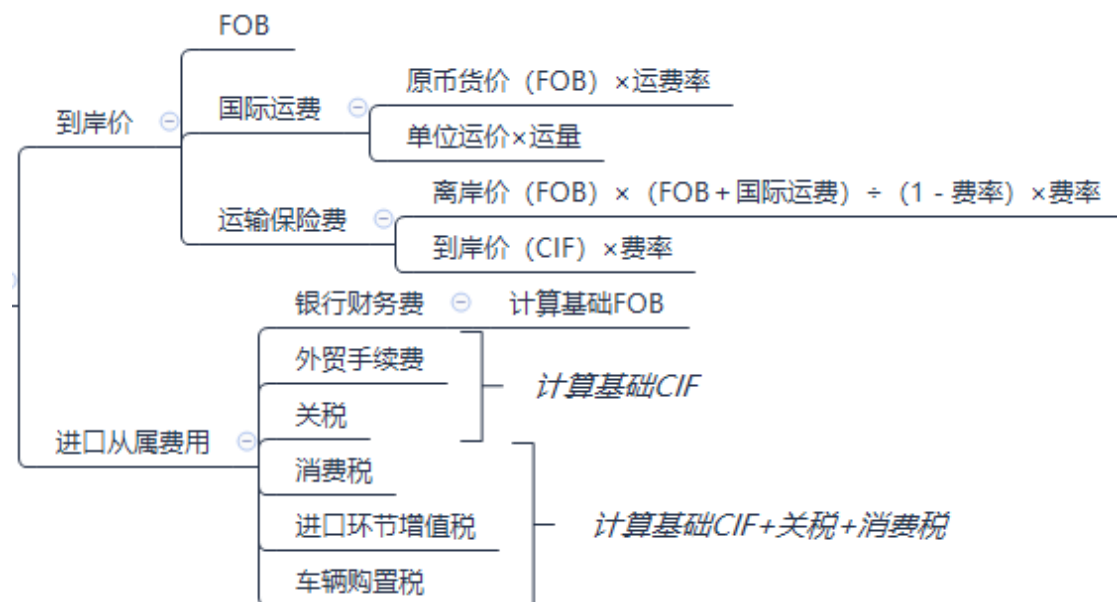 FOB
到岸价
国际运费
原币货价（FOB）×运费率
单位运价×运量
运输保险费
离岸价（FOB）×（FOB+国际运费）÷（1 - 费率）×费率
到岸价（CIF）×费率
进口从属费用
银行财务费
计算基础FOB
外贸手续费
关税
计算基础CIF
消费税
进口环节增值税
车辆购置税
计算基础CIF+关税+消费税